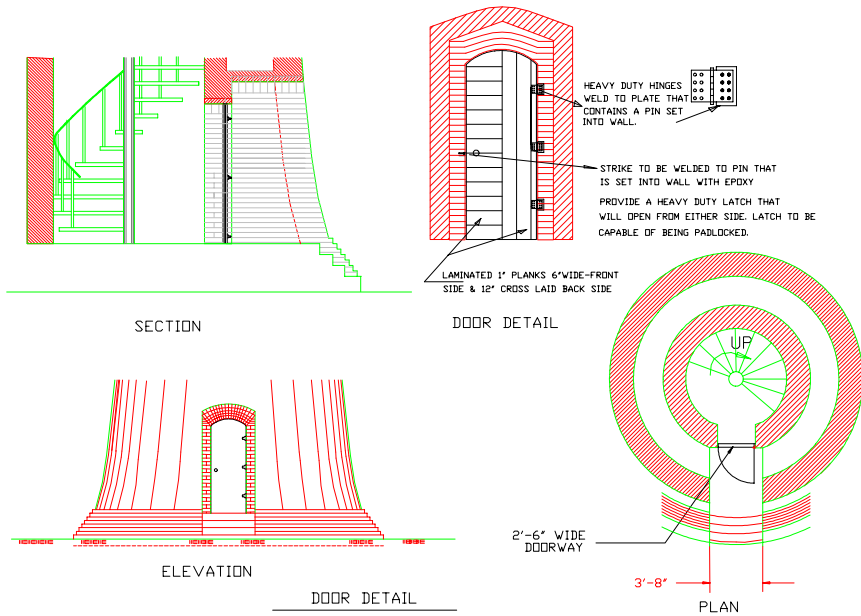 HEAVY DUTY HINGES
WELD TO PLATE THAT
CONTAINS A PIN SET
INTO WALL.
STRIKE TO BE WELDED TO PIN THAT
IS SET INTO WALL WITH EPOXY
PROVIDE A HEAVY DUTY LATCH THAT
WILL OPEN FROM EITHER SIDE. LATCH TO BE
CAPABLE OF BEING PADLOCKED.
LAMINATED 1" PLANKS 6"WIDE-FRONT
SIDE & 12" CROSS LAID BACK SIDE
SECTION
DOOR DETAIL
UP
2'-6" WIDE
DOORWAY
ELEVATION
3'-8"
DOOR DETAIL
PLAN